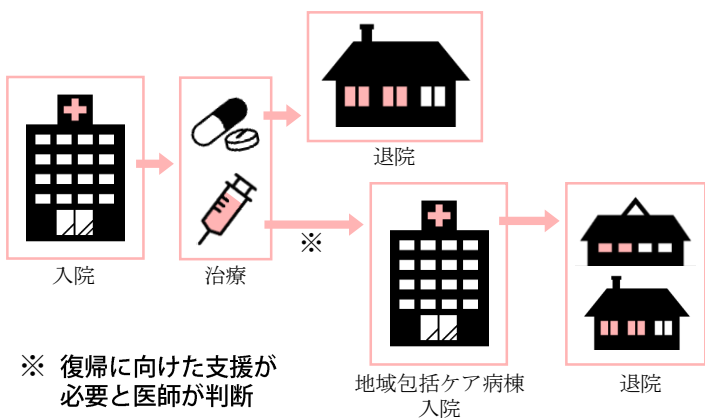 退院
入院
治療
※
地域包括ケア病棟
入院
退院
※ 復帰に向けた支援が
必要と医師が判断